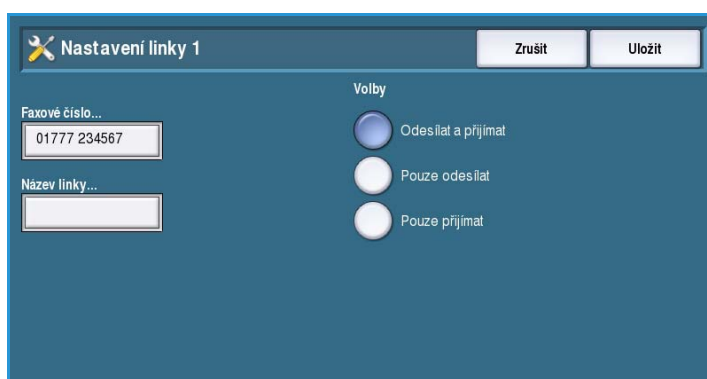 Nastavení linky 1
Zrušit
Uložit
Faxové číslo...
01777 234567
Název linky...
Volby
Odesílat a přijímat
Pouze odesílat
Pouze přijímat